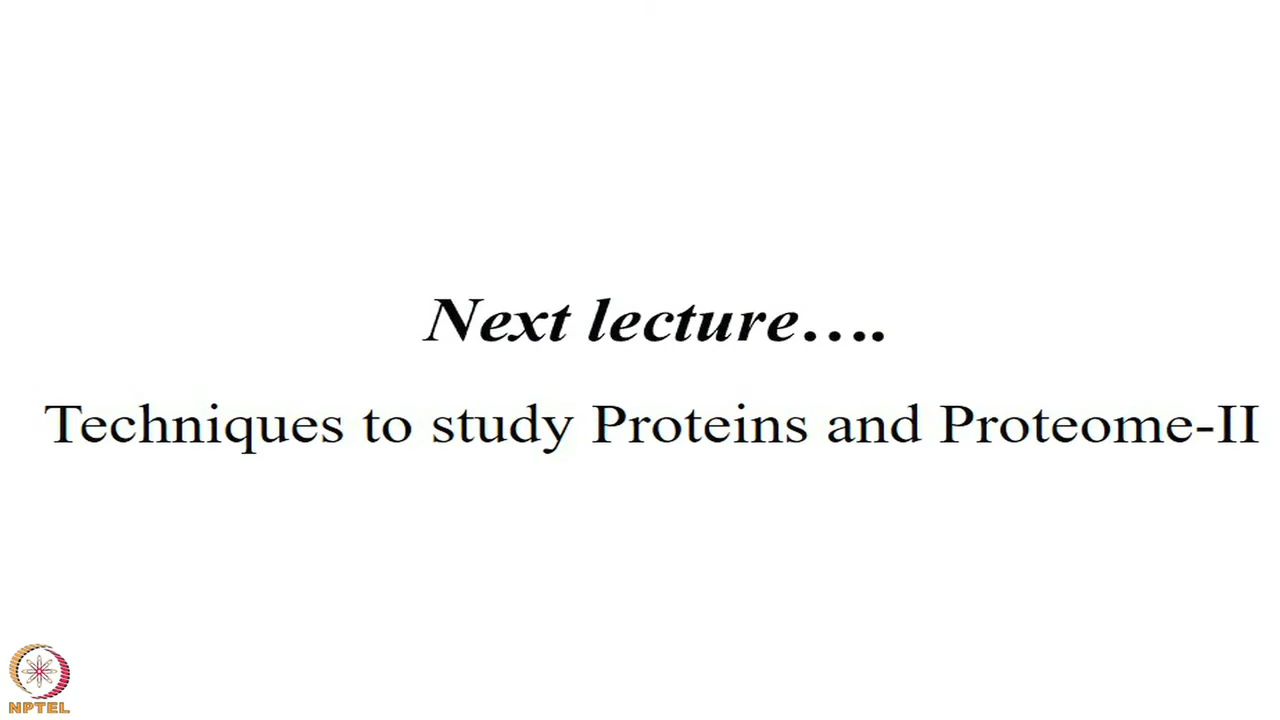 Next lecture….
Techniques to study Proteins and Proteome-II
NPTEL